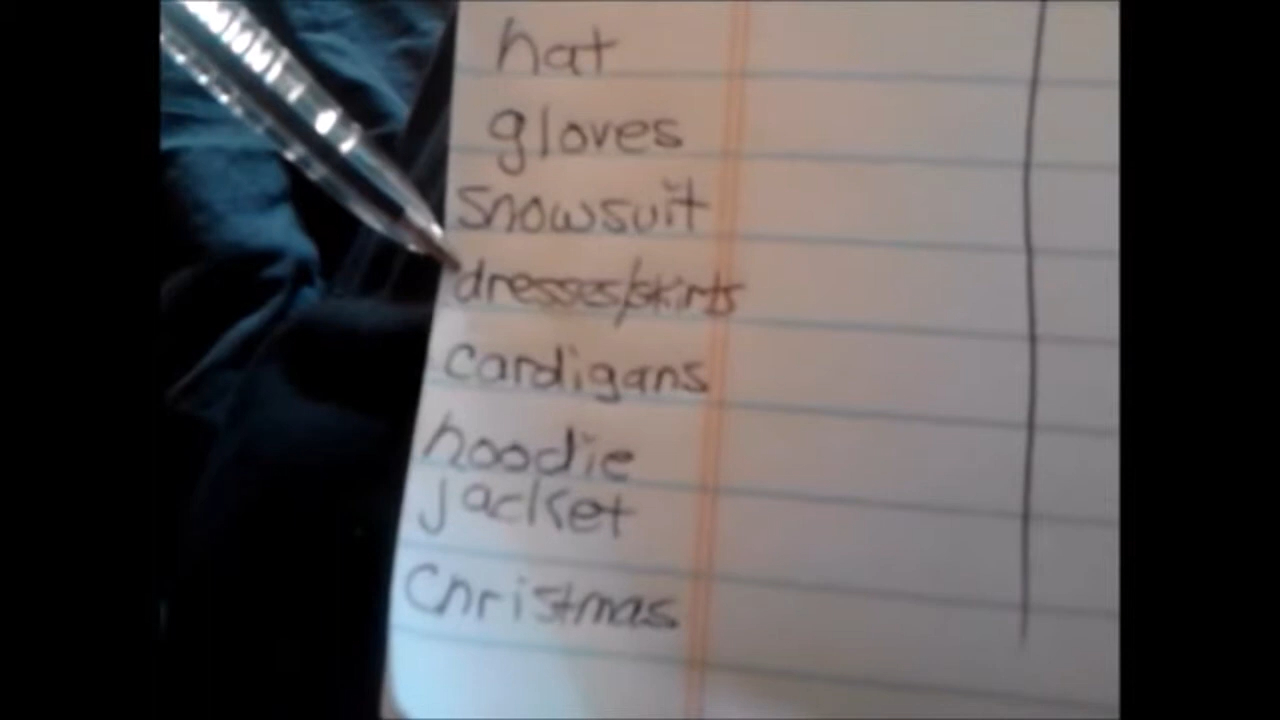 hat
gloves
snowsuit
dresses/skirts
cardigans
hoodie
jacket
Christmas